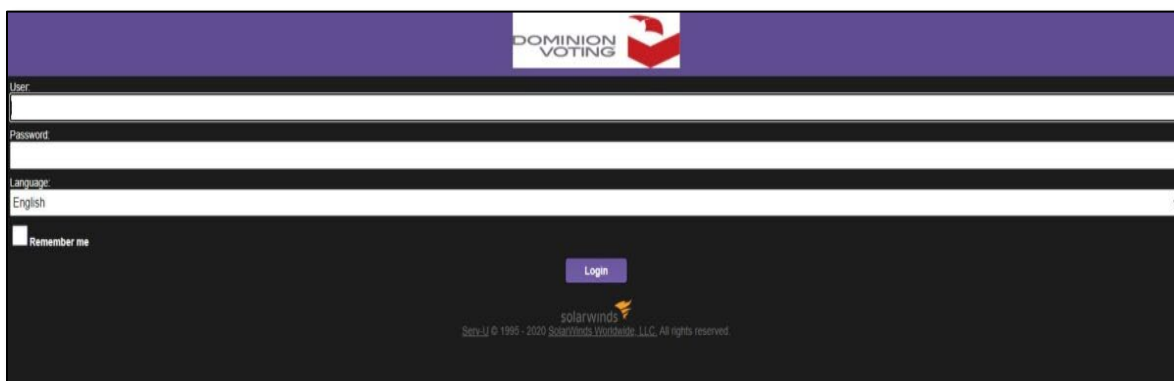 DOMINION
VOTING
User:
Password:
Language:
English
Remember me
Login
solarwinds
Serv-U © 1995 - 2020 SolarWinds Worldwide, LLC. All rights reserved.